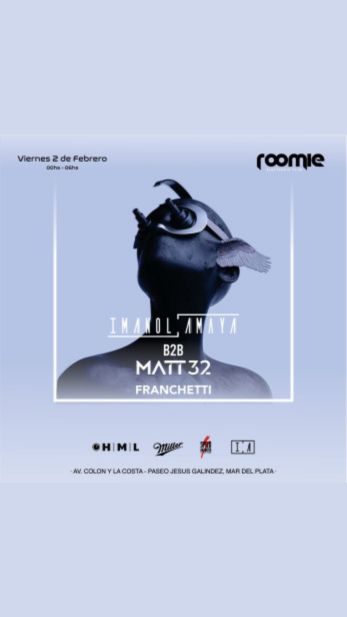 Viernes 2 de Febrero
00hs - 06hs
roomie
IMANOL AMAYA
B2B
MATT 32
FRANCHETTI
H|M|L
Miller
I.A
· AV. COLON Y LA COSTA - PASEO JESUS GALINDEZ, MAR DEL PLATA ·